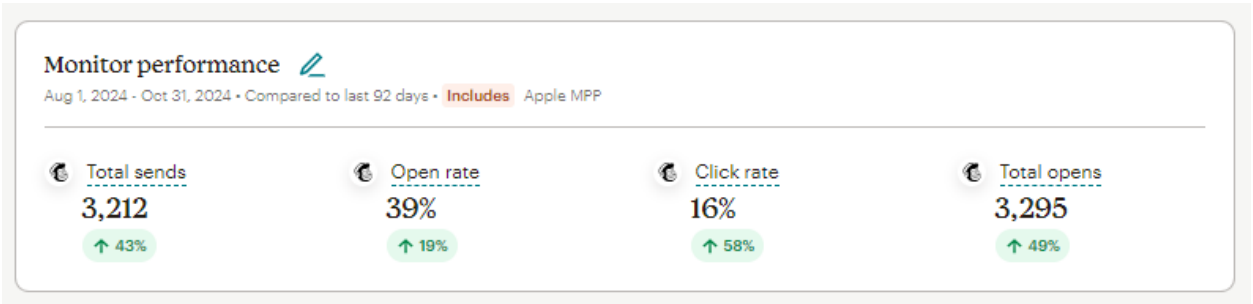 Monitor performance
Aug 1, 2024 - Oct 31, 2024 • Compared to last 92 days • Includes Apple MPP
Total sends
3,212
↑ 43%
Open rate
39%
↑ 19%
Click rate
16%
↑ 58%
Total opens
3,295
↑ 49%